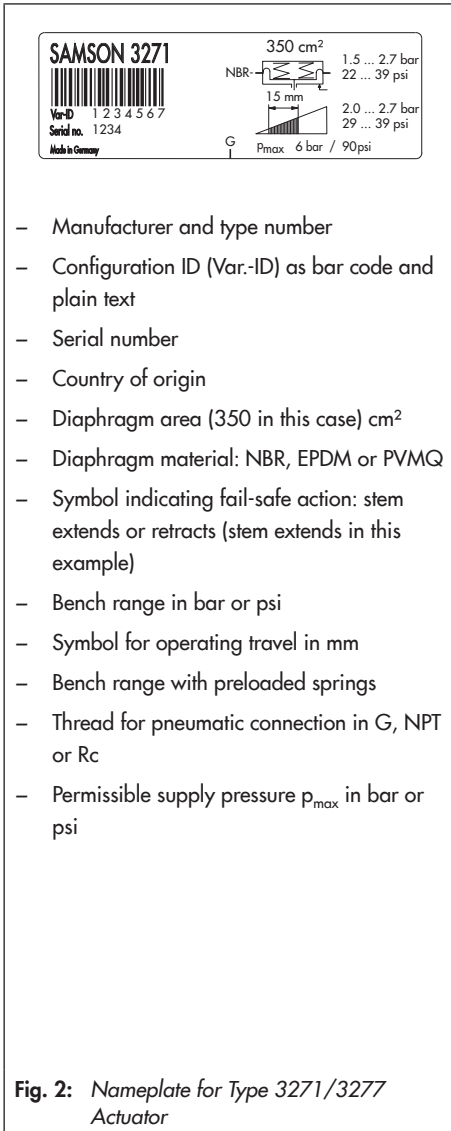 SAMSON 3271
350 cm²
NBR
1.5 ... 2.7 bar
22 ... 39 psi
15 mm
Var-ID 1 2 3 4 5 6 7
Serial no. 1234
2.0 ... 2.7 bar
29 ... 39 psi
Made in Germany
G
Pmax 6 bar / 90psi
– Manufacturer and type number
– Configuration ID (Var.-ID) as bar code and
plain text
– Serial number
– Country of origin
– Diaphragm area (350 in this case) cm²
– Diaphragm material: NBR, EPDM or PVMQ
– Symbol indicating fail-safe action: stem
extends or retracts (stem extends in this
example)
– Bench range in bar or psi
– Symbol for operating travel in mm
– Bench range with preloaded springs
– Thread for pneumatic connection in G, NPT
or Rc
– Permissible supply pressure pmax in bar or
psi
Fig. 2: Nameplate for Type 3271/3277
Actuator